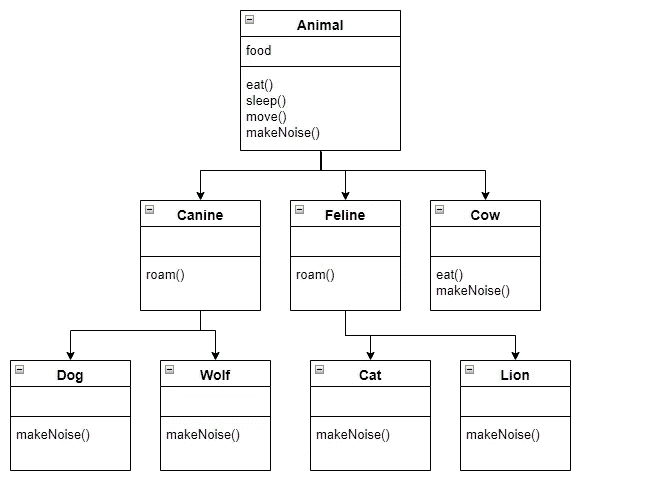 Animal
food
eat()
sleep()
move()
makeNoise()
Canine
roam()
Feline
roam()
Cow
eat()
makeNoise()
Dog
makeNoise()
Wolf
makeNoise()
Cat
makeNoise()
Lion
makeNoise()